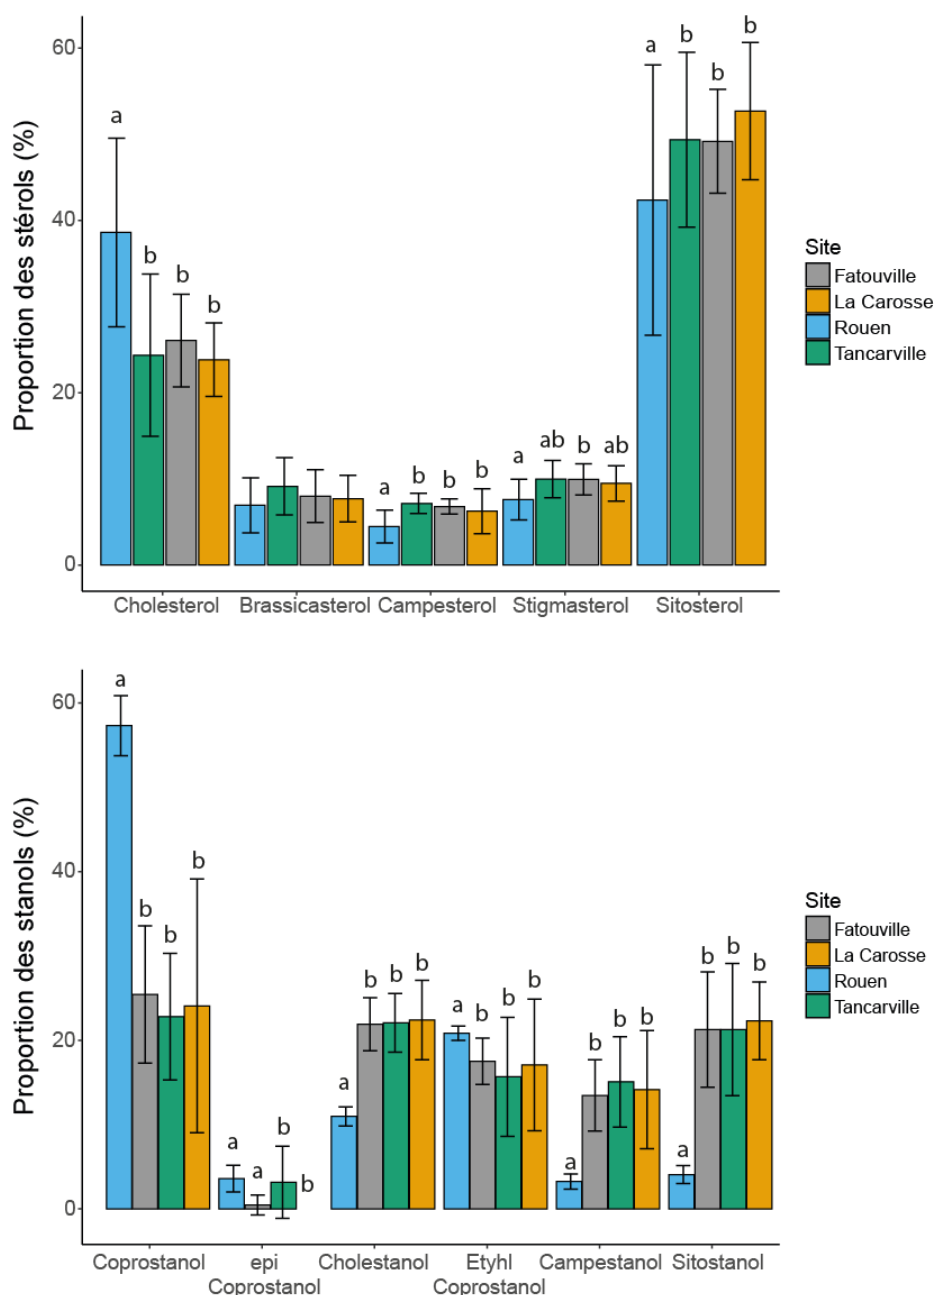 Proportion des stérols (%)
60
40
20
0
a
b
b
b
a
b
b
b
a
ab
b
ab
a
b
b
b
Cholesterol
Brassicasterol
Campesterol
Stigmasterol
Sitosterol
Site
Fatouville
La Carosse
Rouen
Tancarville
Proportion des stanols (%)
60
40
20
0
a
b
b
b
a
a
b
b
a
b
b
b
a
b
b
b
a
b
b
b
a
b
b
b
Coprostanol
epi
Coprostanol
Cholestanol
Etyhl
Coprostanol
Campestanol
Sitostanol
Site
Fatouville
La Carosse
Rouen
Tancarville